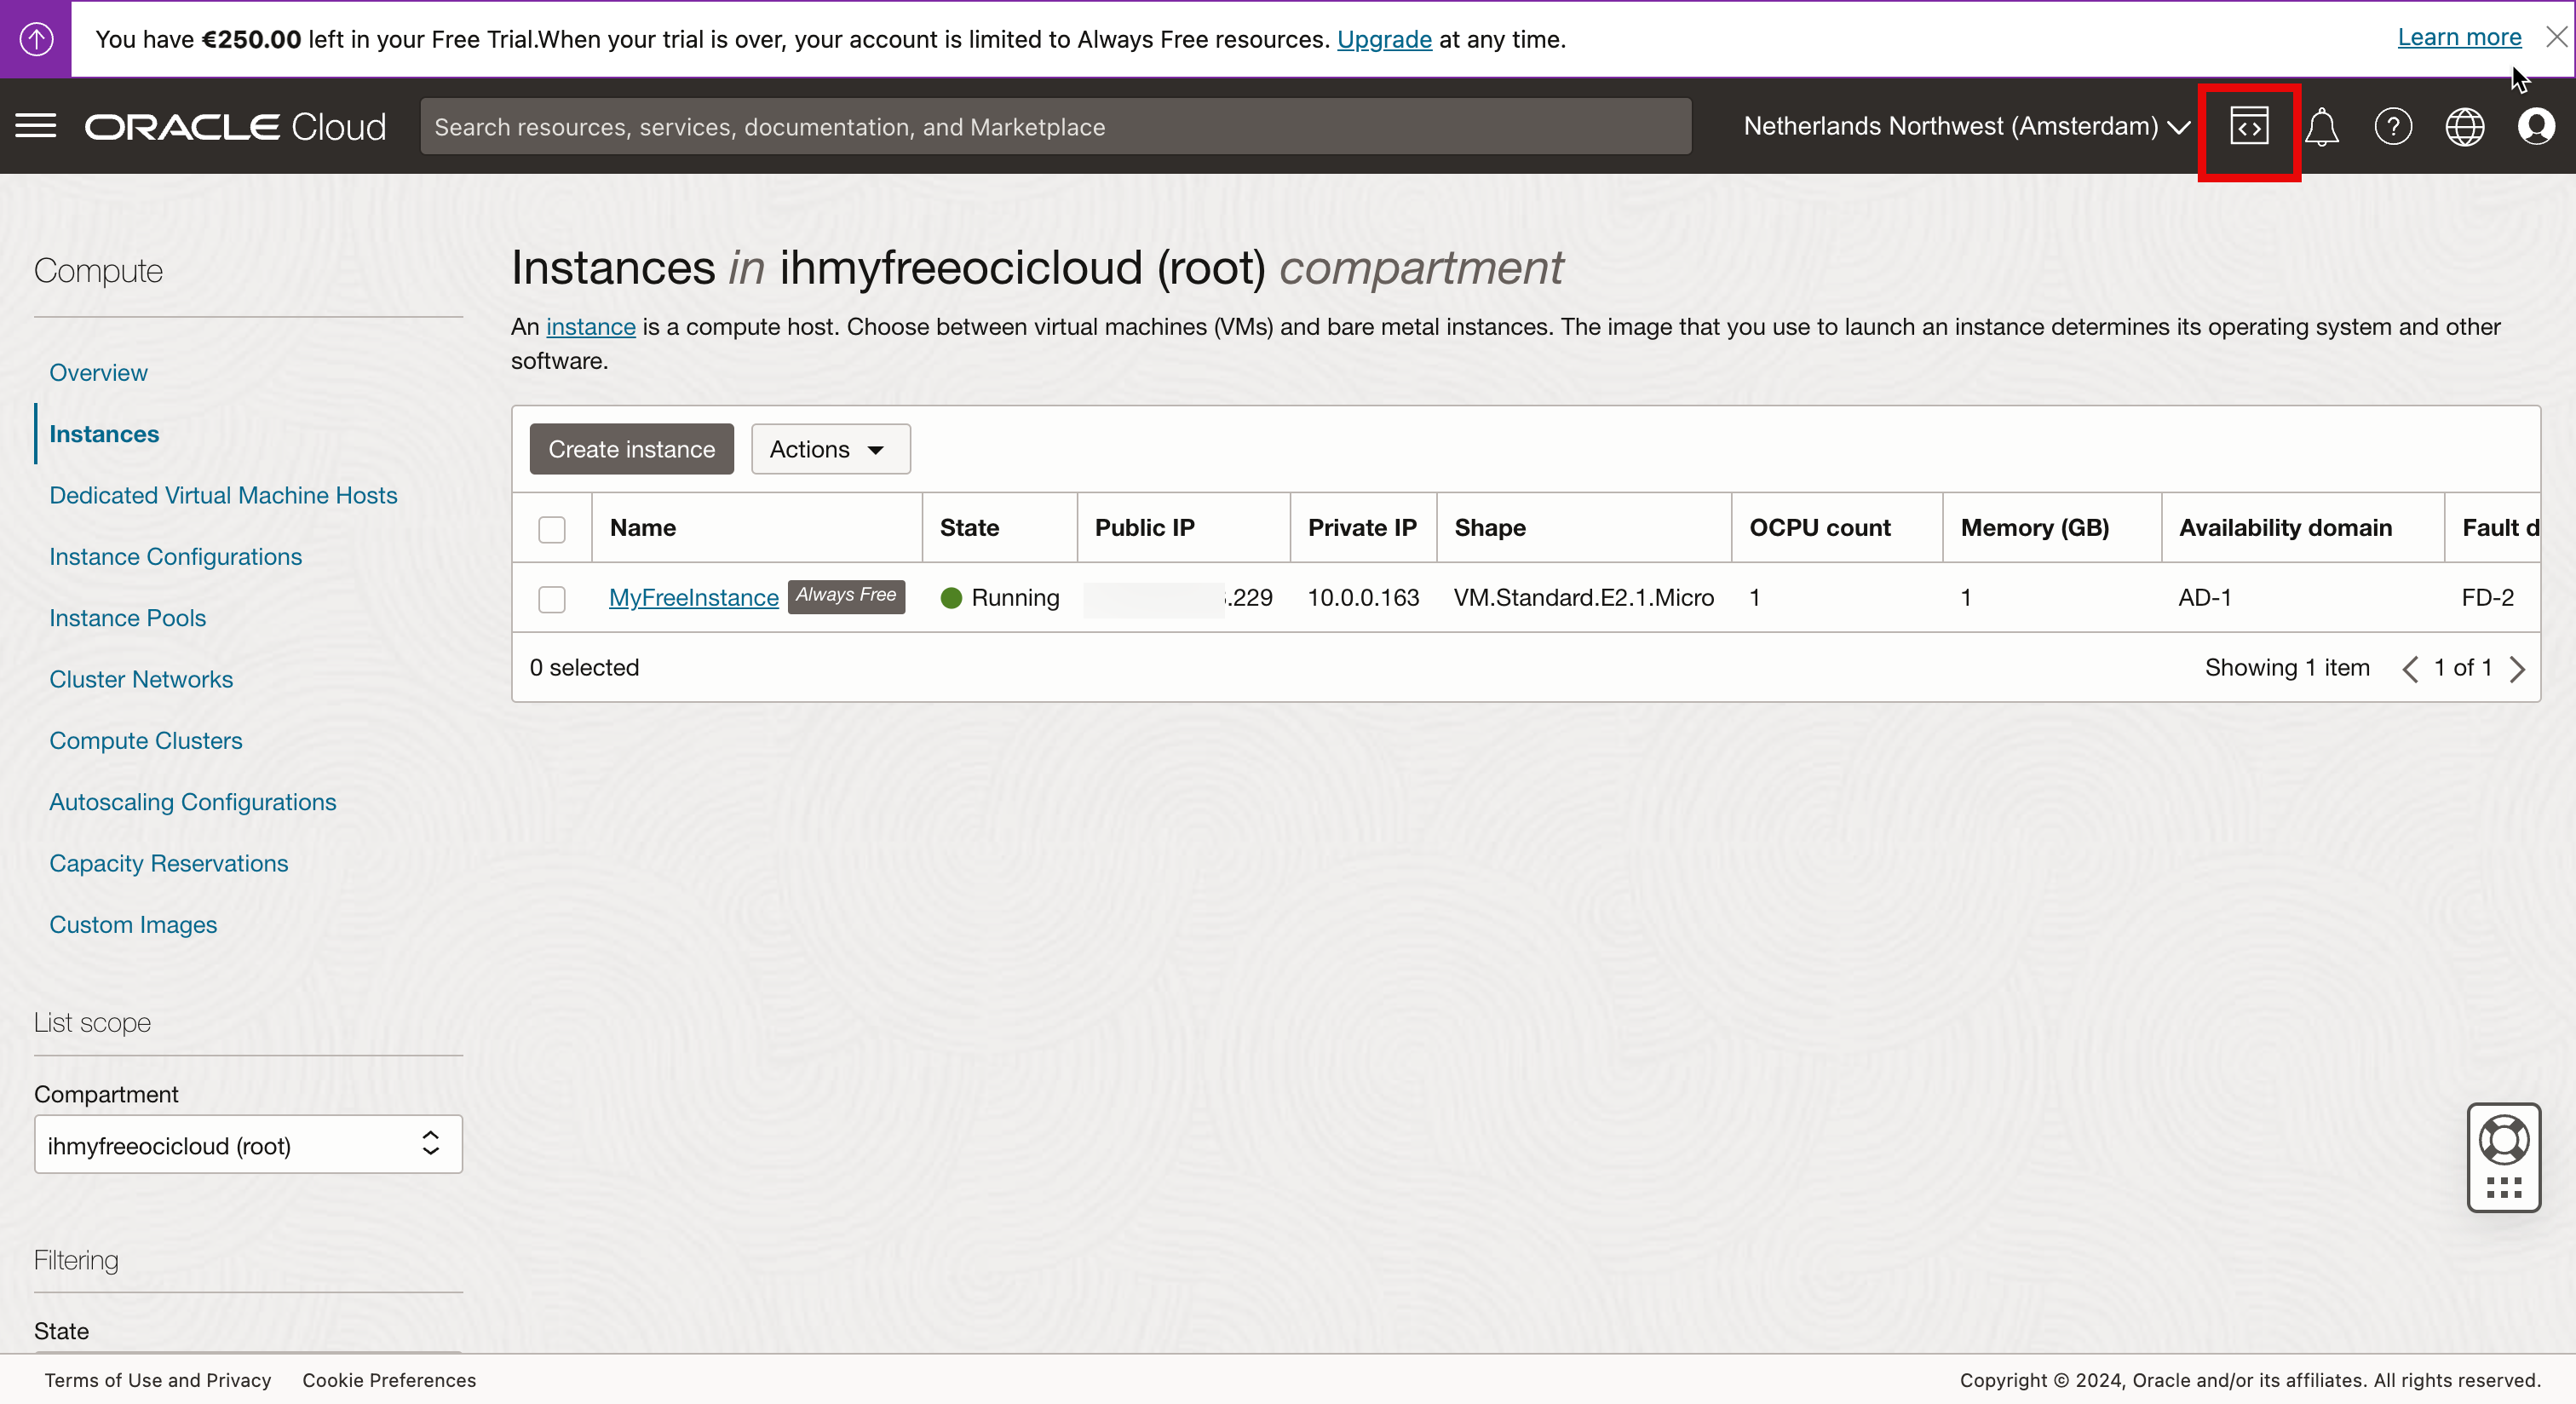 You have €250.00 left in your Free Trial.When your trial is over, your account is limited to Always Free resources. Upgrade at any time.
Learn more
ORACLE Cloud
Search resources, services, documentation, and Marketplace
Netherlands Northwest (Amsterdam)
Compute
Overview
Instances
Dedicated Virtual Machine Hosts
Instance Configurations
Instance Pools
Cluster Networks
Compute Clusters
Autoscaling Configurations
Capacity Reservations
Custom Images
List scope
Compartment
ihmyfreeocicloud (root)
Filtering
State
Instances in ihmyfreeocicloud (root) compartment
An instance is a compute host. Choose between virtual machines (VMs) and bare metal instances. The image that you use to launch an instance determines its operating system and other
software.
Create instance Actions
Name State Public IP Private IP Shape OCPU count Memory (GB) Availability domain Fault d
MyFreeInstance Always Free Running .229 10.0.0.163 VM.Standard.E2.1.Micro 1 1 AD-1 FD-2
0 selected Showing 1 item 1 of 1
Terms of Use and Privacy Cookie Preferences Copyright © 2024, Oracle and/or its affiliates. All rights reserved.